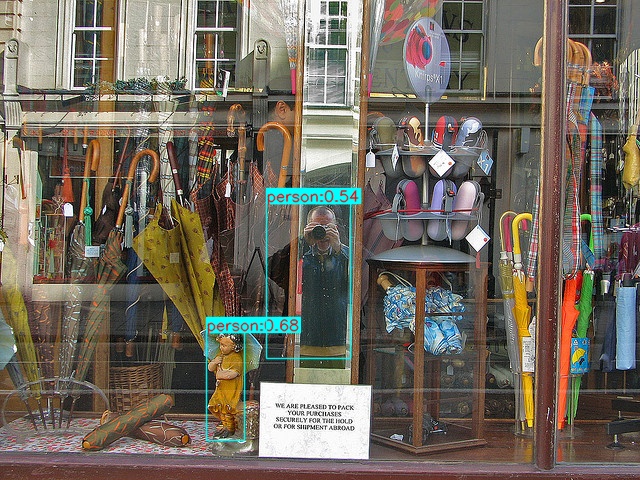 person:0.54
person:0.68
WE ARE PLEASED TO PACK
YOUR PURCHASES
SECURELY FOR THE HOLD
OR FOR SHIPMENT ABROAD